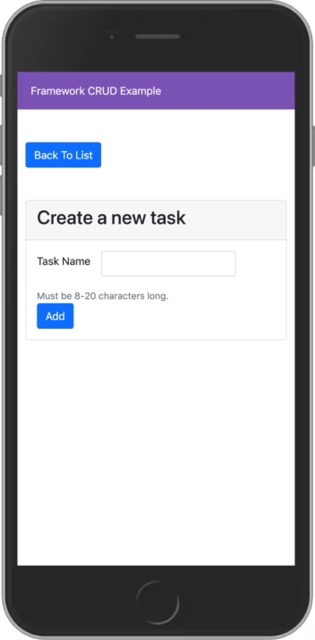 Framework CRUD Example
Back To List
Create a new task
Task Name
Must be 8-20 characters long.
Add